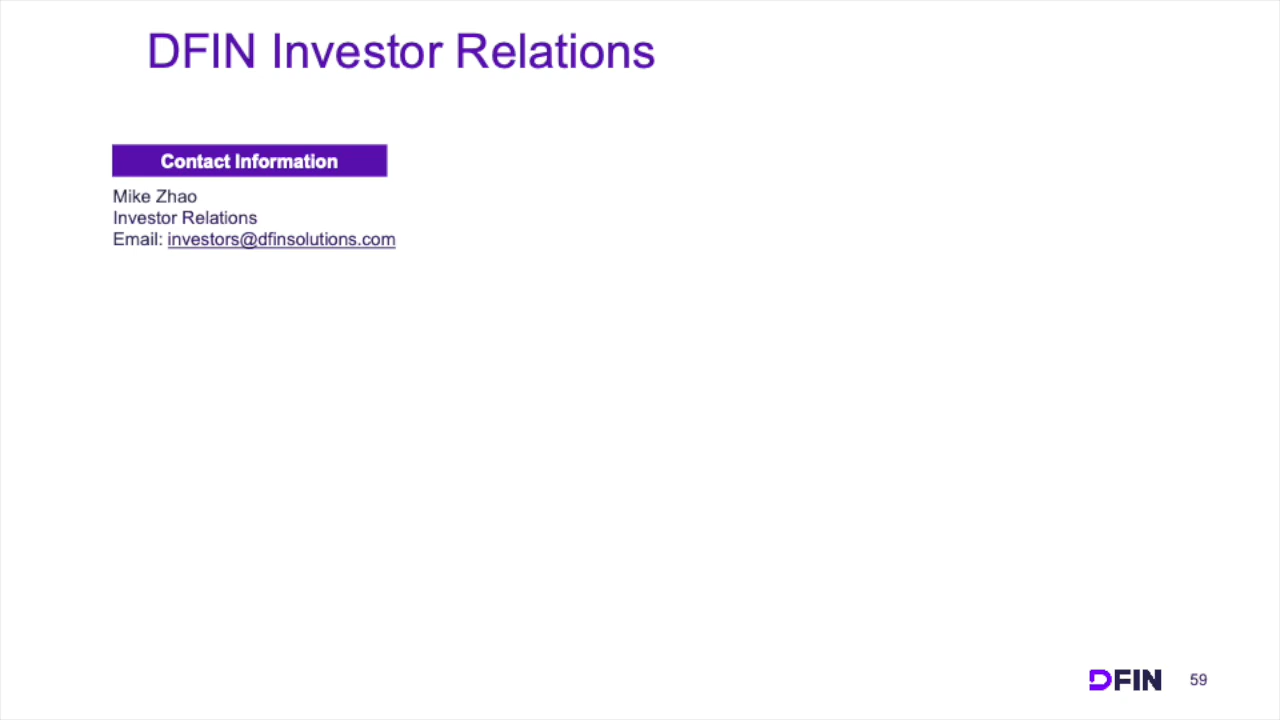 DFIN Investor Relations
Contact Information
Mike Zhao
Investor Relations
Email: investors@dfinsolutions.com
DFIN 59